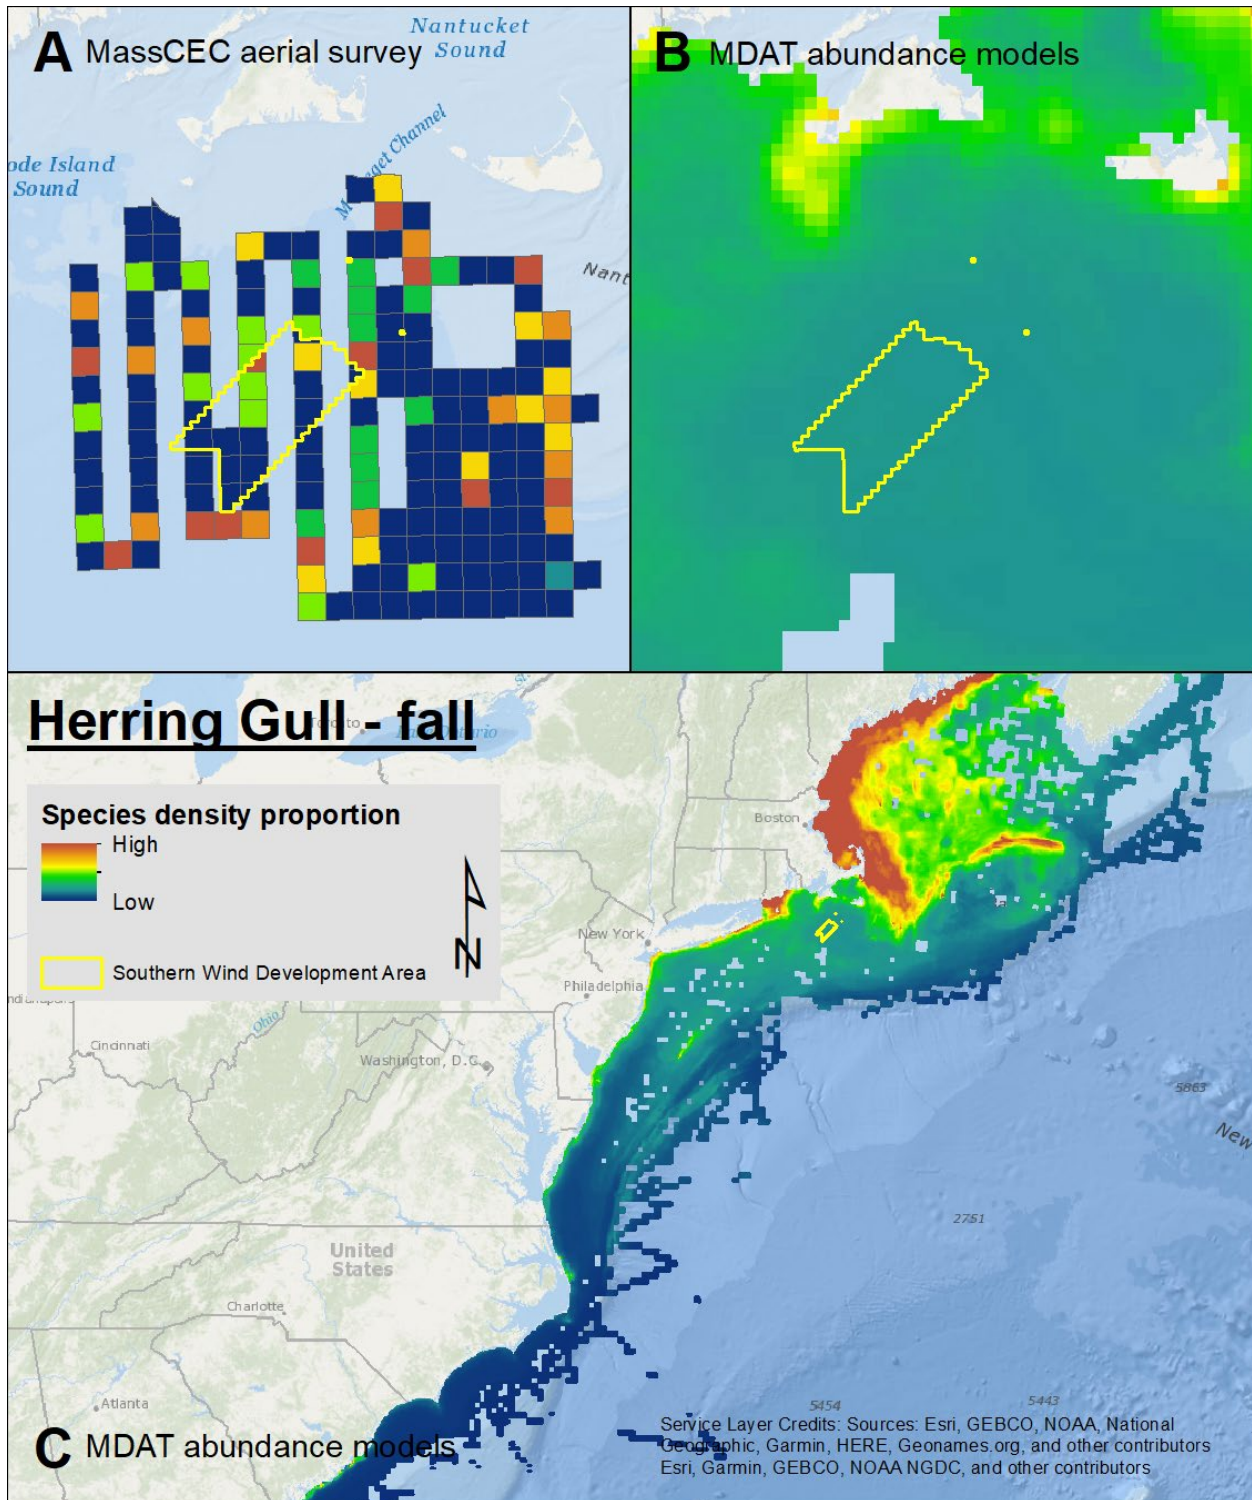 A MassCEC aerial survey
Nantucket
Sound
ode Island
Sound
Channel
Nant
B MDAT abundance models
Herring Gull - fall
Species density proportion
High
Low
N
Southern Wind Development Area
Boston
New York
Philadelphia
Ohio
Cincinnati
Washington, D.C.
5863
New
2751
United
States
Charlotte
Atlanta
5454
5443
C MDAT abundance models
Service Layer Credits: Sources: Esri, GEBCO, NOAA, National
Geographic, Garmin, HERE, Geonames.org, and other contributors
Esri, Garmin, GEBCO, NOAA NGDC, and other contributors